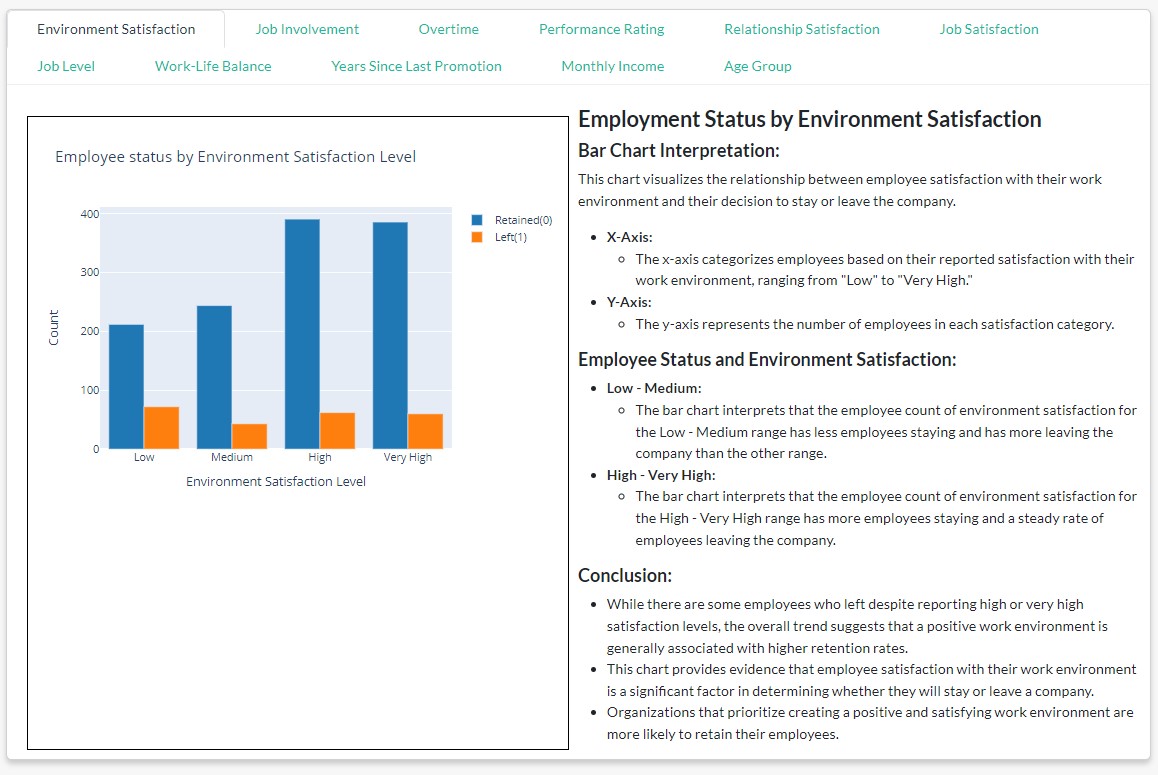 Environment Satisfaction
Job Involvement
Overtime
Performance Rating
Relationship Satisfaction
Job Satisfaction
Job Level
Work-Life Balance
Years Since Last Promotion
Monthly Income
Age Group
Employee status by Environment Satisfaction Level
400
300
200
100
0
Count
Low
Medium
High
Very High
Environment Satisfaction Level
Retained(0)
Left(1)
Employment Status by Environment Satisfaction
Bar Chart Interpretation:
This chart visualizes the relationship between employee satisfaction with their work
environment and their decision to stay or leave the company.
• X-Axis:
◦ The x-axis categorizes employees based on their reported satisfaction with their
work environment, ranging from "Low" to "Very High."
• Y-Axis:
◦ The y-axis represents the number of employees in each satisfaction category.
Employee Status and Environment Satisfaction:
• Low - Medium:
◦ The bar chart interprets that the employee count of environment satisfaction for
the Low - Medium range has less employees staying and has more leaving the
company than the other range.
• High - Very High:
◦ The bar chart interprets that the employee count of environment satisfaction for
the High - Very High range has more employees staying and a steady rate of
employees leaving the company.
Conclusion:
• While there are some employees who left despite reporting high or very high
satisfaction levels, the overall trend suggests that a positive work environment is
generally associated with higher retention rates.
• This chart provides evidence that employee satisfaction with their work environment
is a significant factor in determining whether they will stay or leave a company.
• Organizations that prioritize creating a positive and satisfying work environment are
more likely to retain their employees.